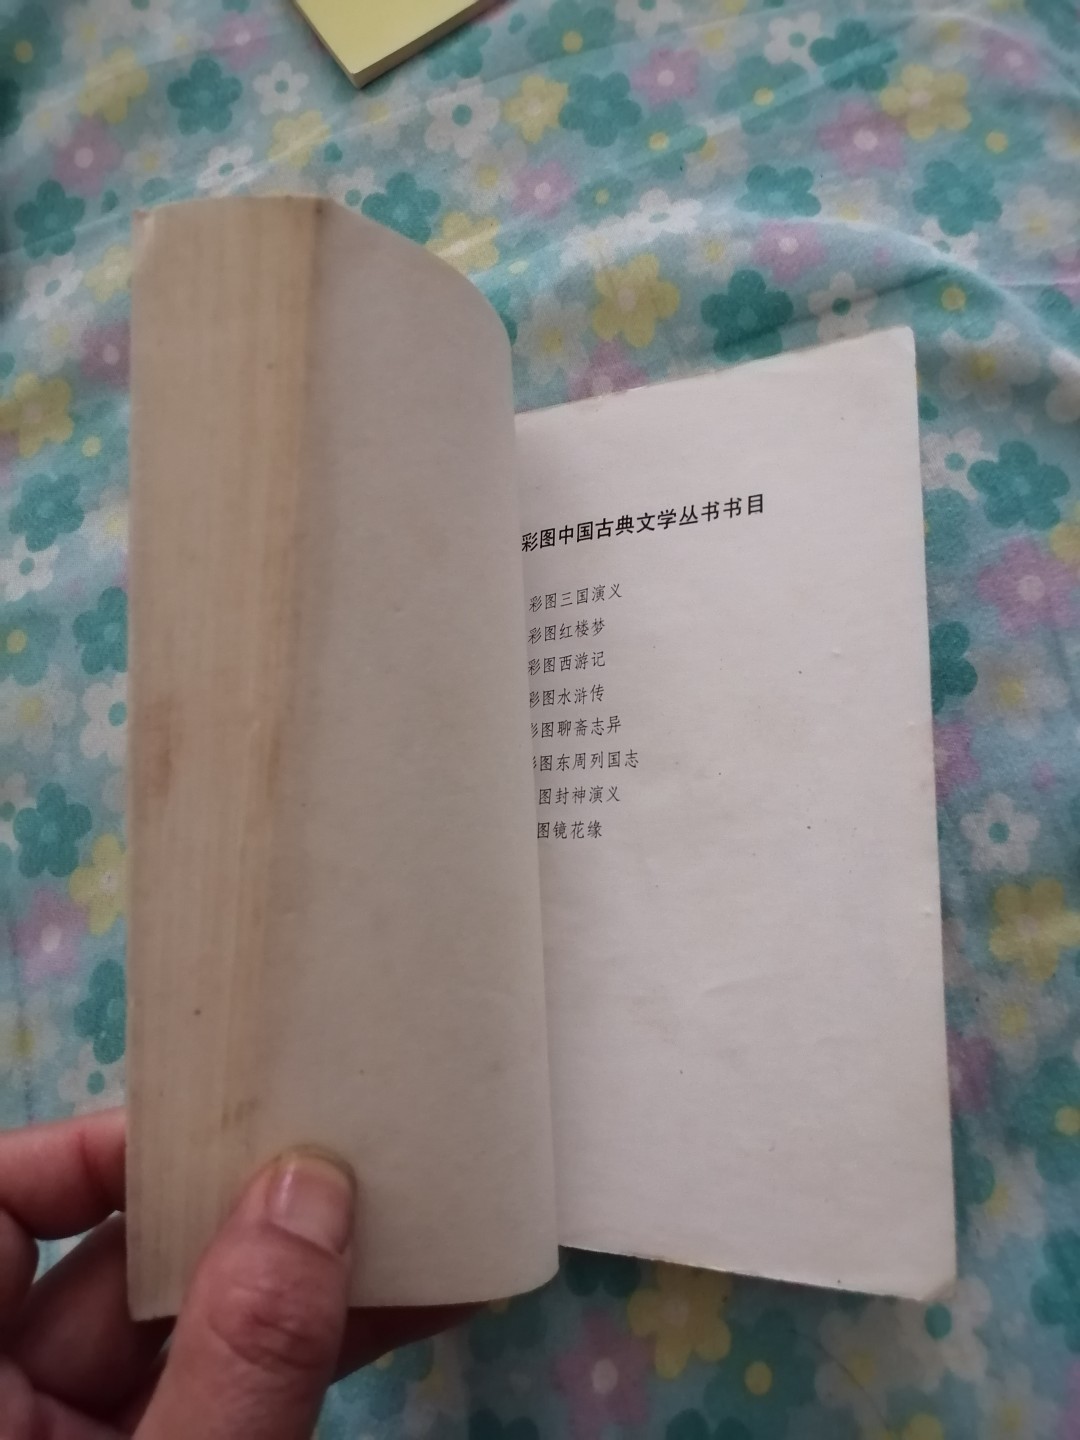 彩图中国古典文学丛书书目
彩图三国演义
彩图红楼梦
彩图西游记
彩图水浒传
彩图聊斋志异
图东周列国志
图封神演义
图镜花缘